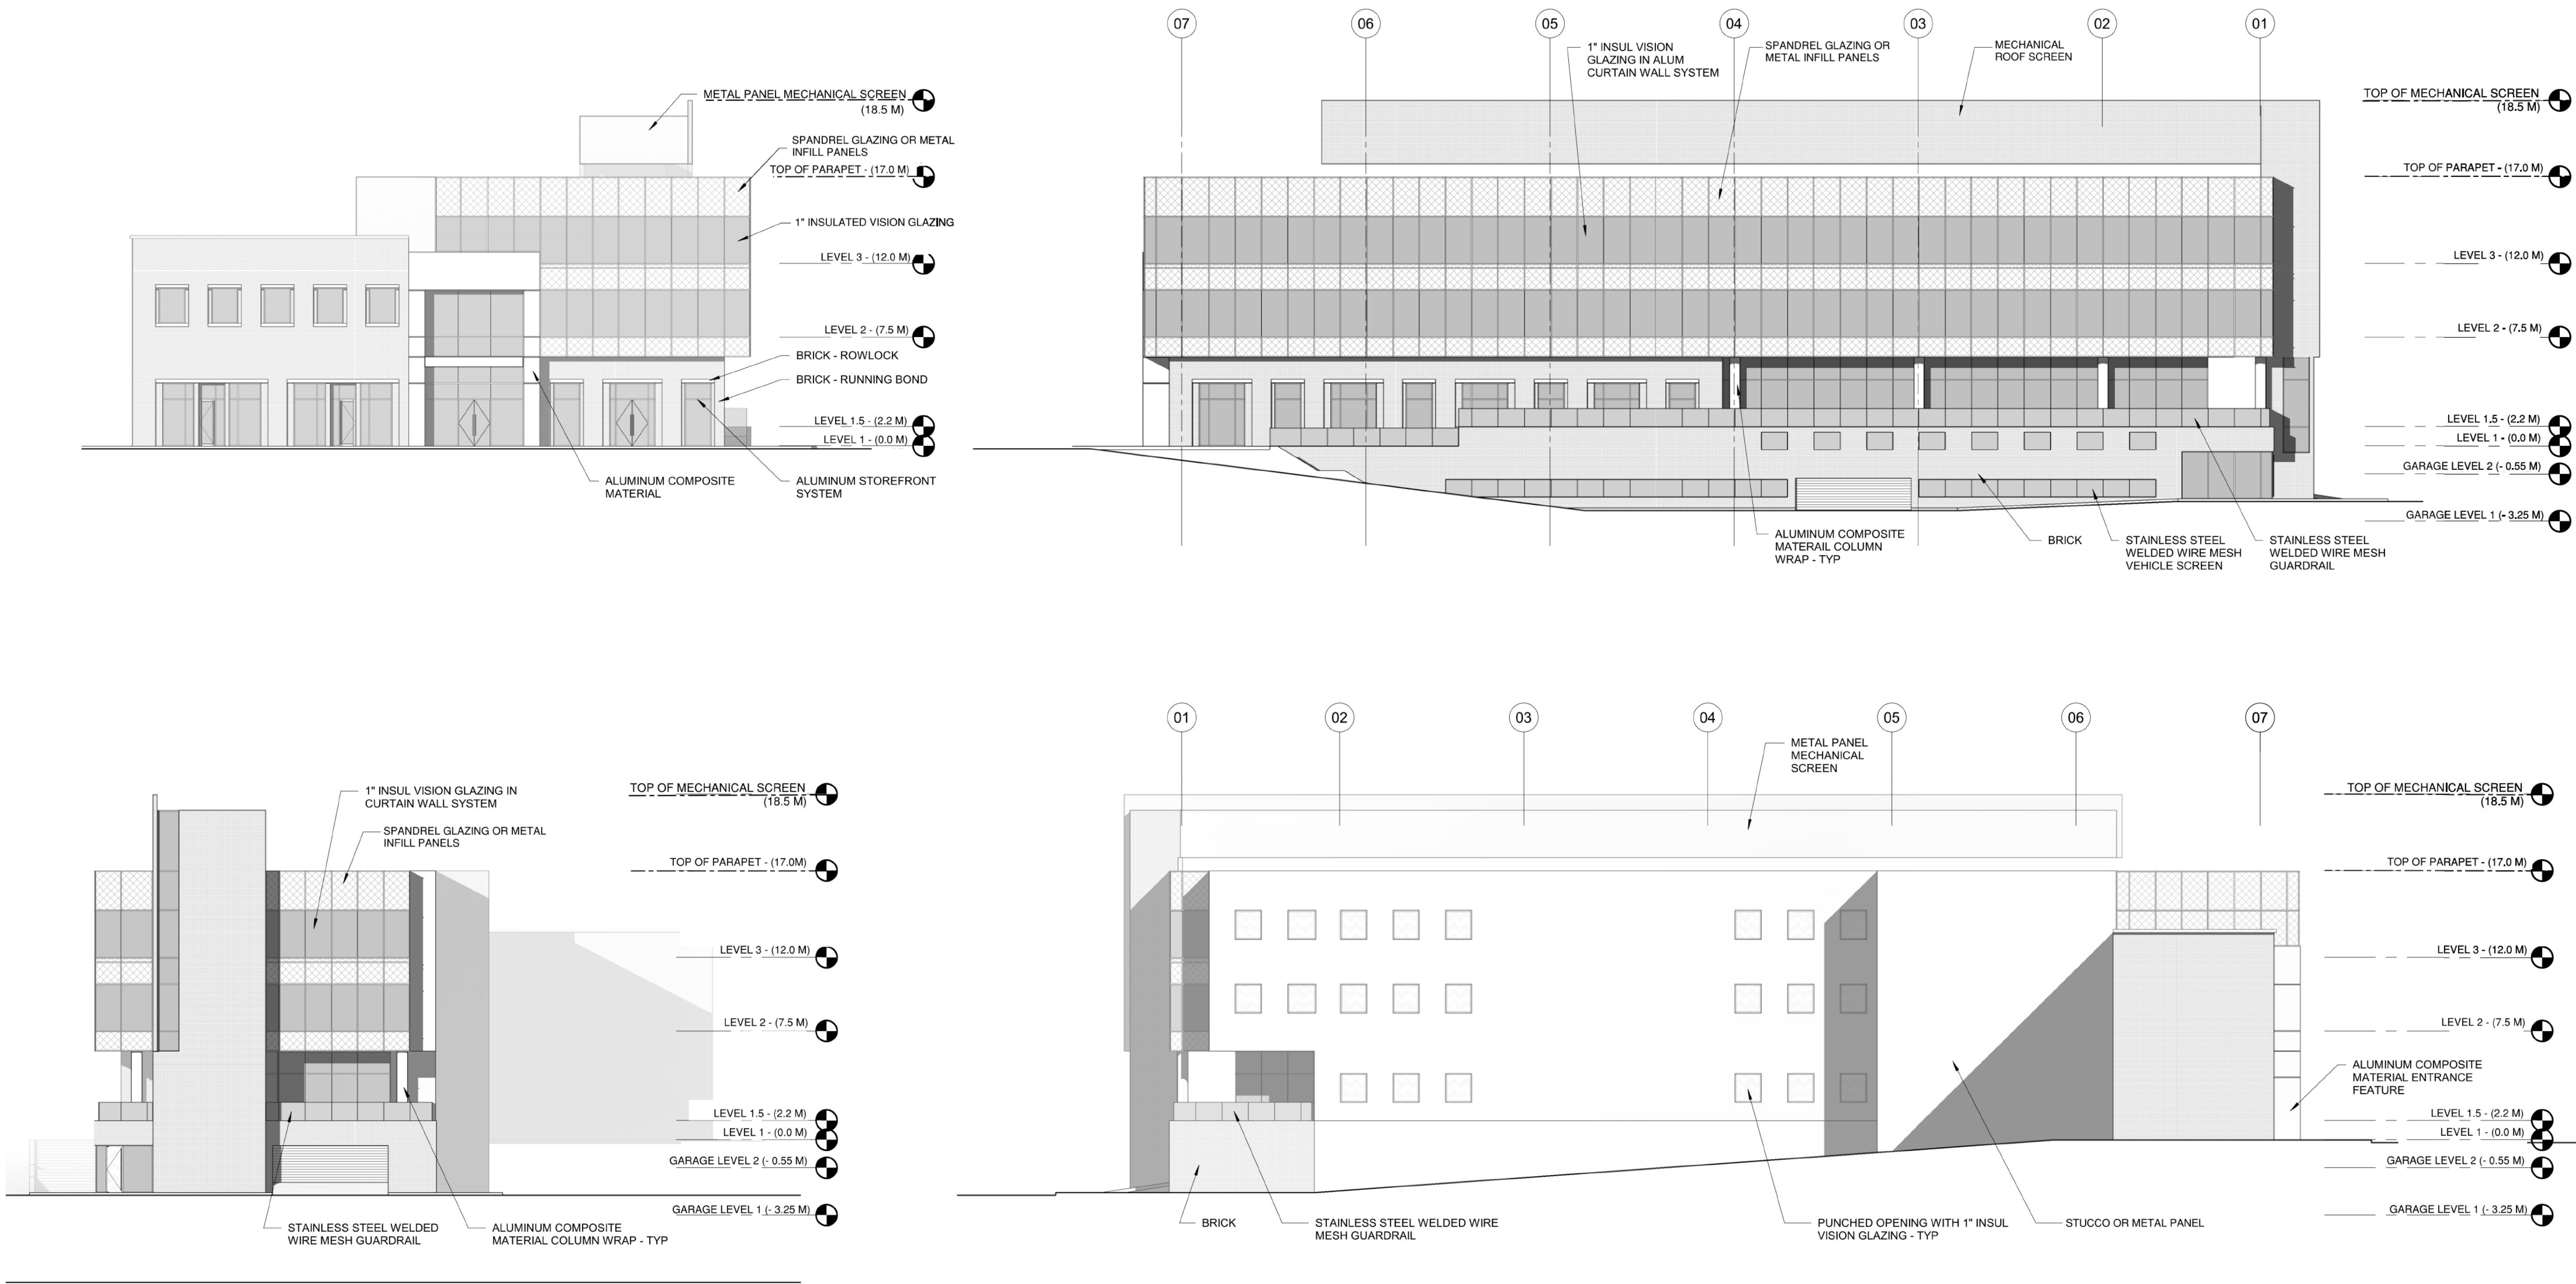 METAL PANEL MECHANICAL SCREEN
(18.5 M)
SPANDREL GLAZING OR METAL
INFILL PANELS
TOP OF PARAPET - (17.0 M)
1" INSULATED VISION GLAZING
LEVEL 3 - (12.0 M)
LEVEL 2 - (7.5 M)
BRICK - ROWLOCK
BRICK - RUNNING BOND
LEVEL 1.5 - (2.2 M)
LEVEL 1 - (0.0 M)
ALUMINUM COMPOSITE
MATERIAL
ALUMINUM STOREFRONT
SYSTEM
07
06
05
04
03
02
01
1" INSUL VISION
GLAZING IN ALUM
CURTAIN WALL SYSTEM
SPANDREL GLAZING OR
METAL INFILL PANELS
MECHANICAL
ROOF SCREEN
TOP OF MECHANICAL SCREEN
(18.5 M)
TOP OF PARAPET - (17.0 M)
LEVEL 3 - (12.0 M)
LEVEL 2 - (7.5 M)
LEVEL 1.5 - (2.2 M)
LEVEL 1 - (0.0 M)
GARAGE LEVEL 2 (- 0.55 M)
GARAGE LEVEL 1 (- 3.25 M)
ALUMINUM COMPOSITE
MATERAIL COLUMN
WRAP - TYP
BRICK
STAINLESS STEEL
WELDED WIRE MESH
VEHICLE SCREEN
STAINLESS STEEL
WELDED WIRE MESH
GUARDRAIL
1" INSUL VISION GLAZING IN
CURTAIN WALL SYSTEM
SPANDREL GLAZING OR METAL
INFILL PANELS
TOP OF MECHANICAL SCREEN
(18.5 M)
TOP OF PARAPET - (17.0M)
LEVEL 3 - (12.0 M)
LEVEL 2 - (7.5 M)
LEVEL 1.5 - (2.2 M)
LEVEL 1 - (0.0 M)
GARAGE LEVEL 2 (- 0.55 M)
GARAGE LEVEL 1 (- 3.25 M)
STAINLESS STEEL WELDED
WIRE MESH GUARDRAIL
ALUMINUM COMPOSITE
MATERIAL COLUMN WRAP - TYP
01
02
03
04
05
06
07
METAL PANEL
MECHANICAL
SCREEN
TOP OF MECHANICAL SCREEN
(18.5 M)
TOP OF PARAPET - (17.0 M)
LEVEL 3 - (12.0 M)
LEVEL 2 - (7.5 M)
ALUMINUM COMPOSITE
MATERIAL ENTRANCE
FEATURE
LEVEL 1.5 - (2.2 M)
LEVEL 1 - (0.0 M)
GARAGE LEVEL 2 (- 0.55 M)
GARAGE LEVEL 1 (- 3.25 M)
BRICK
STAINLESS STEEL WELDED WIRE
MESH GUARDRAIL
PUNCHED OPENING WITH 1" INSUL
VISION GLAZING - TYP
STUCCO OR METAL PANEL